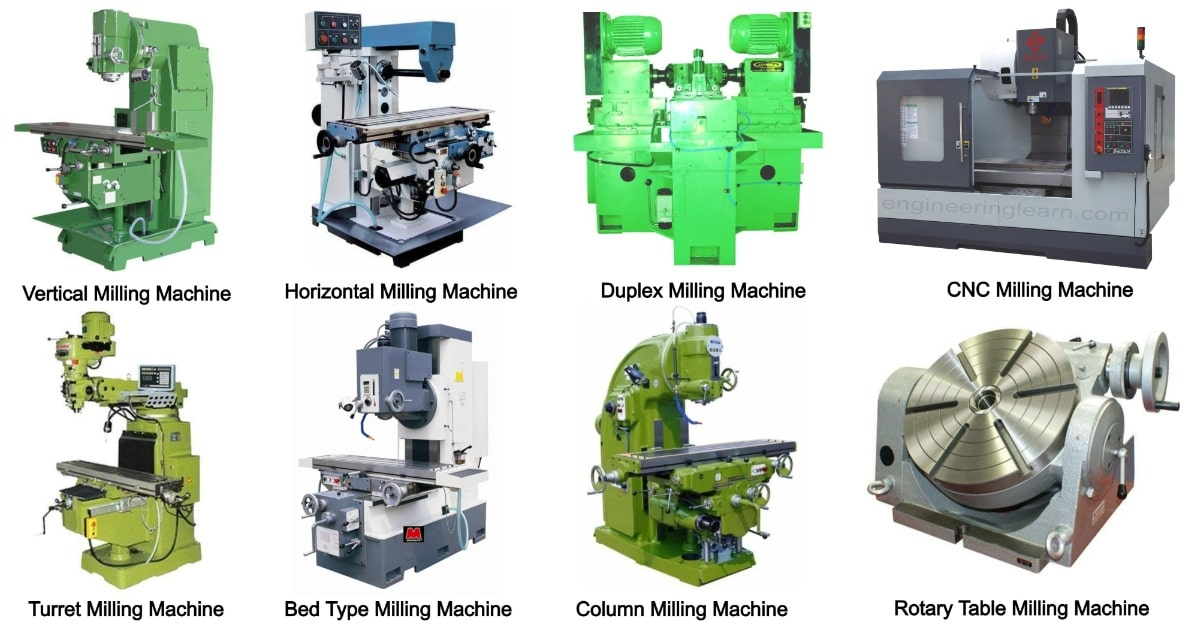 engineeringlearn.com
Vertical Milling Machine
Horizontal Milling Machine
Duplex Milling Machine
CNC Milling Machine
Turret Milling Machine
Bed Type Milling Machine
Column Milling Machine
Rotary Table Milling Machine